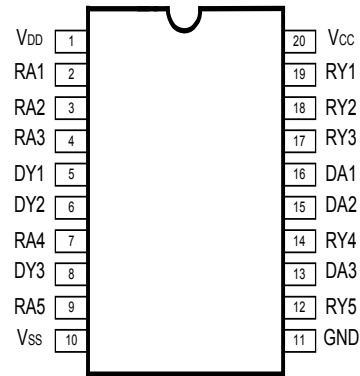 VDD 1 20 VCC
RA1 2 19 RY1
RA2 3 18 RY2
RA3 4 17 RY3
DY1 5 16 DA1
DY2 6 15 DA2
RA4 7 14 RY4
DY3 8 13 DA3
RA5 9 12 RY5
VSS 10 11 GND